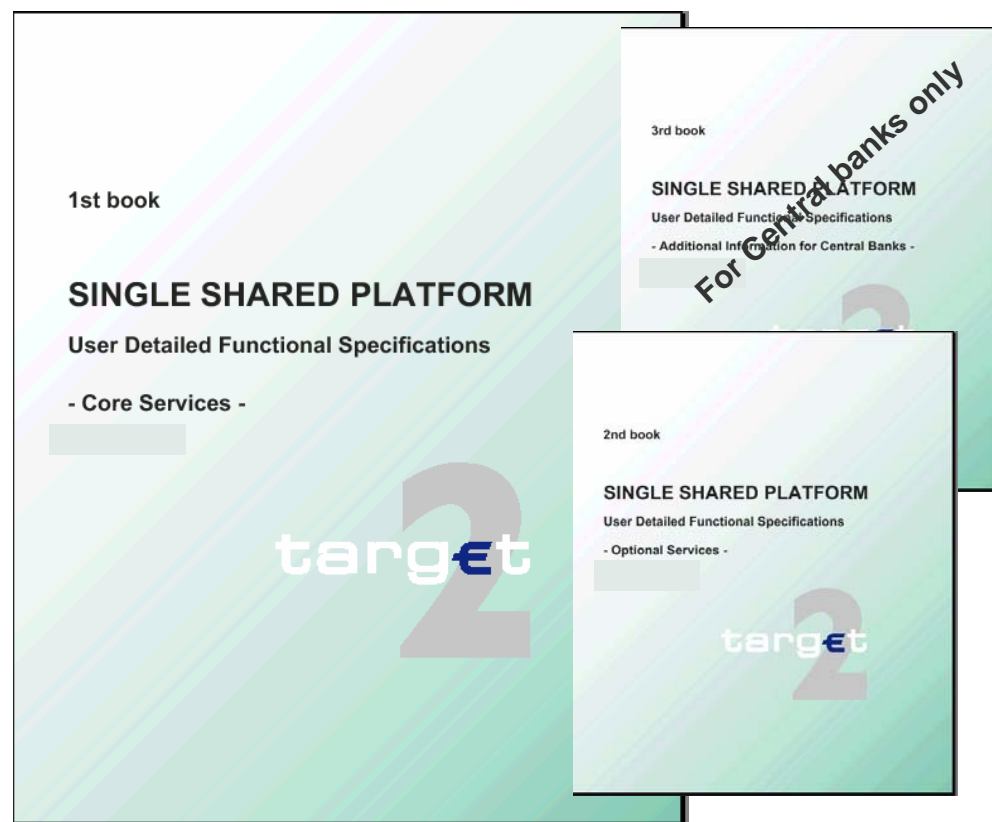 1st book
SINGLE SHARED PLATFORM
User Detailed Functional Specifications
- Core Services -
2
targ€t
3rd book
SINGLE SHARED PLATFORM
User Detailed Functional Specifications
- Additional Information for Central Banks -
For Central banks only
2
2nd book
SINGLE SHARED PLATFORM
User Detailed Functional Specifications
- Optional Services -
2
targ€t